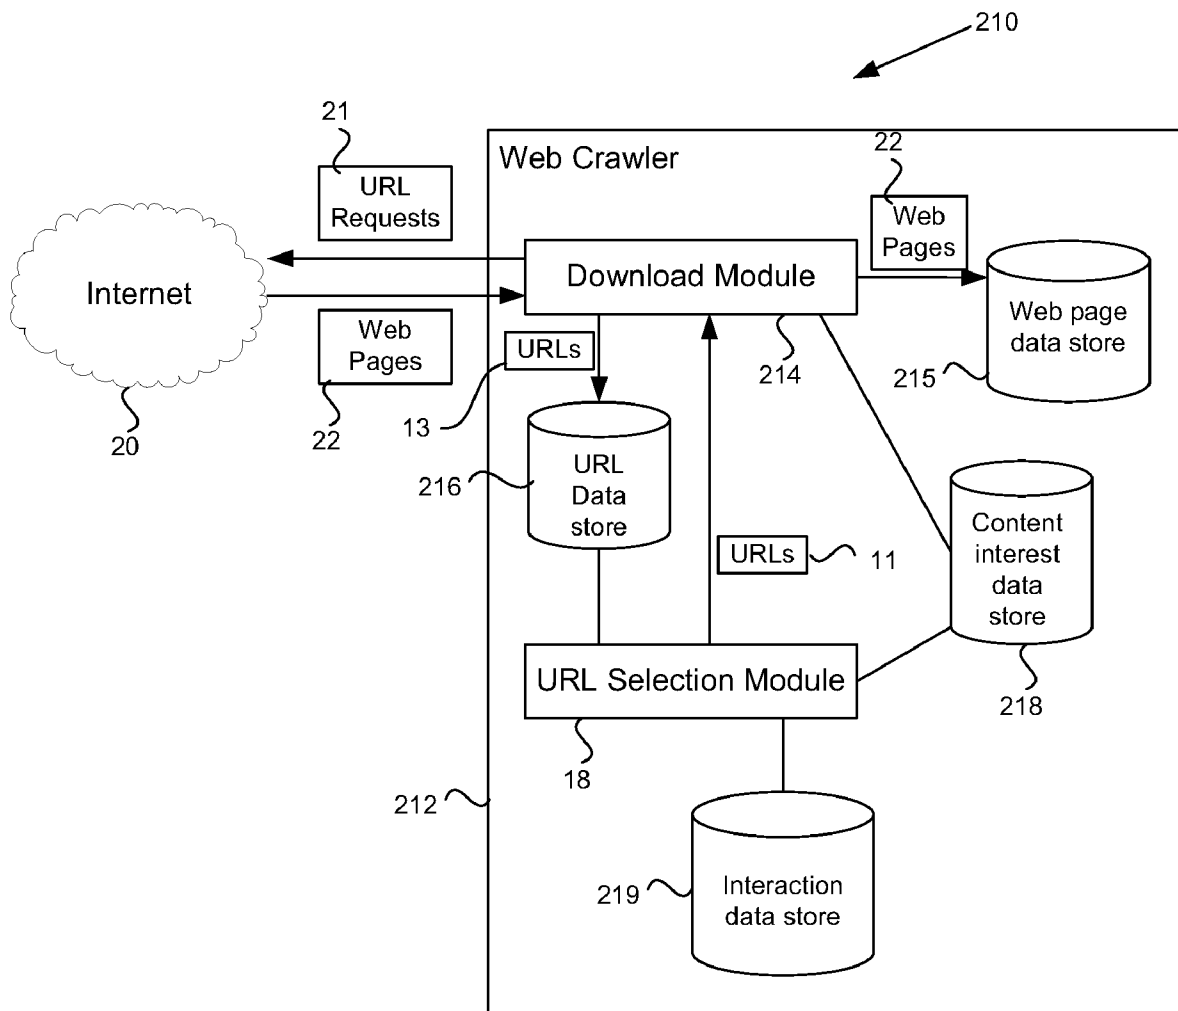 210
21
22
Web Crawler
URL
Requests
Web
Pages
Download Module
Internet
Web page
data store
Web
Pages
URLs
214
215
13
22
20
URL
Data
store
216
Content
interest
data
store
URLs
11
URL Selection Module
218
18
212
Interaction
data store
219